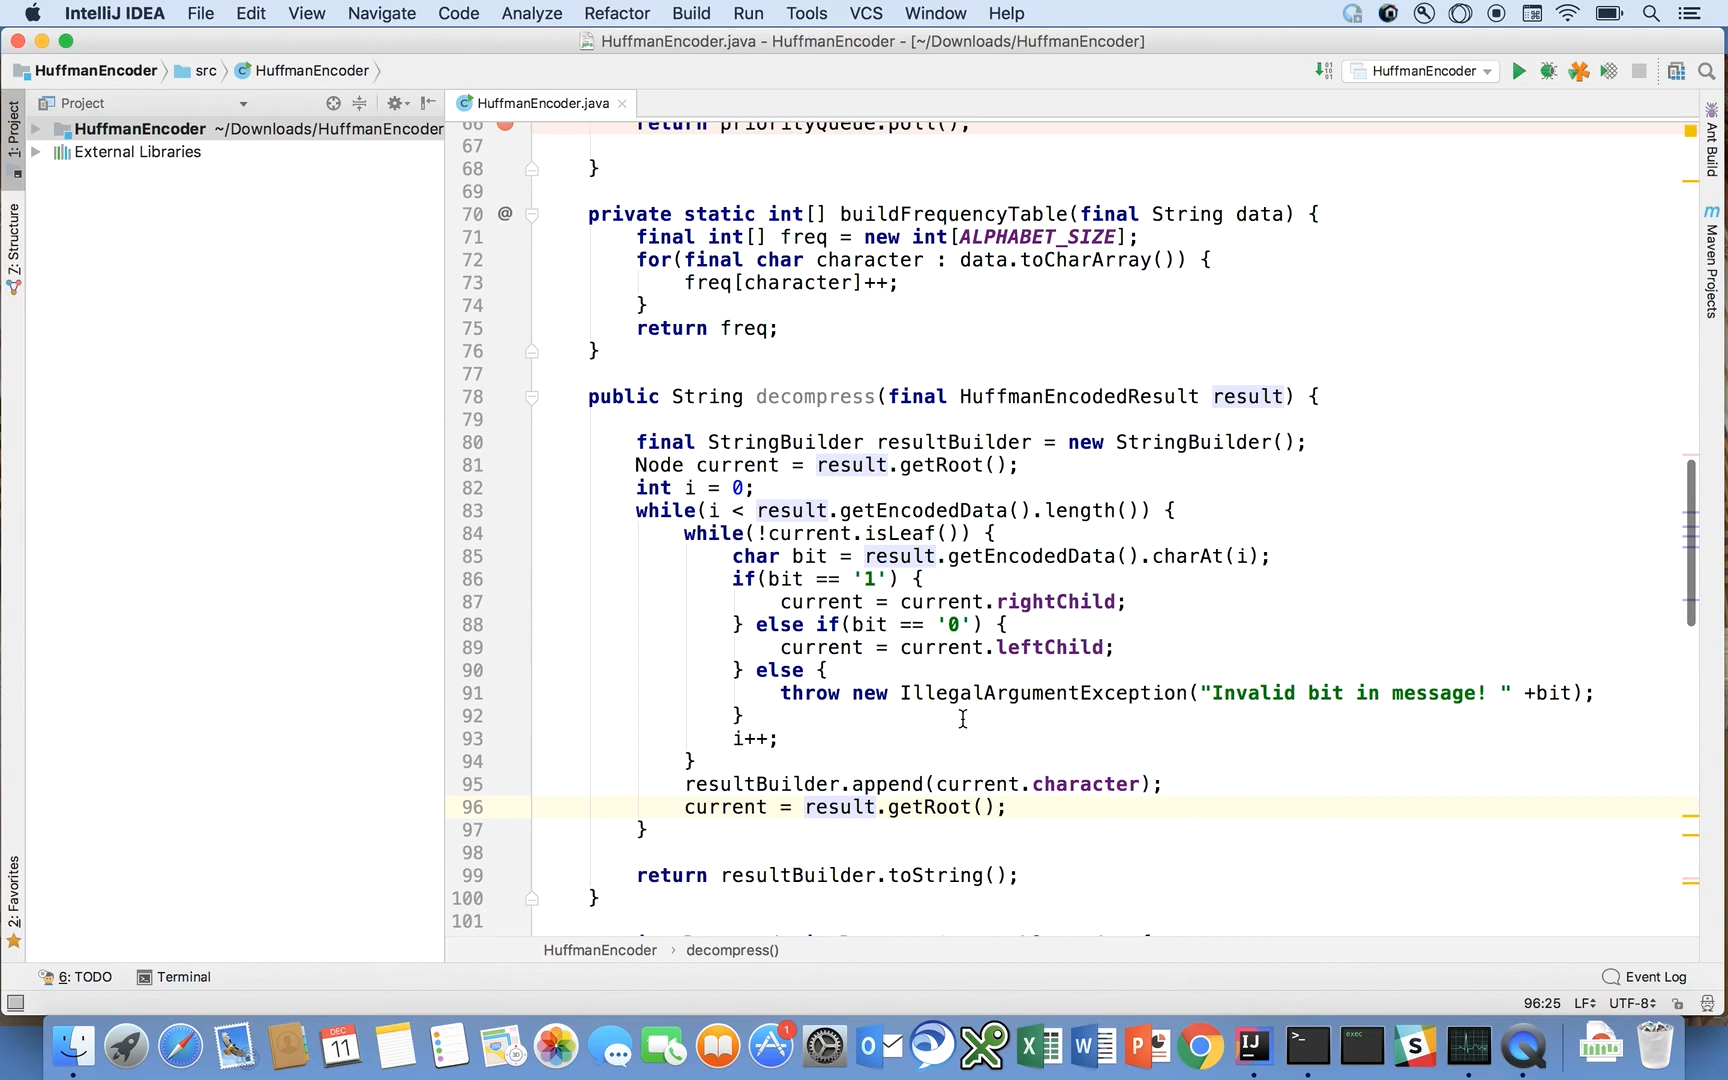 IntelliJ IDEA File Edit View Navigate Code Analyze Refactor Build Run Tools VCS Window Help
HuffmanEncoder.java - HuffmanEncoder - [~/Downloads/HuffmanEncoder]
HuffmanEncoder src HuffmanEncoder HuffmanEncoder
Project HuffmanEncoder.java
HuffmanEncoder ~/Downloads/HuffmanEncoder
External Libraries
1: Project
7: Structure
2: Favorites
Ant Build
m Maven Projects
66 return priorityQueue.poll();
67
68 }
69
70 @ private static int[] buildFrequencyTable(final String data) {
71 final int[] freq = new int[ALPHABET_SIZE];
72 for(final char character : data.toCharArray()) {
73 freq[character]++;
74 }
75 return freq;
76 }
77
78 public String decompress(final HuffmanEncodedResult result) {
79
80 final StringBuilder resultBuilder = new StringBuilder();
81 Node current = result.getRoot();
82 int i = 0;
83 while(i < result.getEncodedData().length()) {
84 while(!current.isLeaf()) {
85 char bit = result.getEncodedData().charAt(i);
86 if(bit == '1') {
87 current = current.rightChild;
88 } else if(bit == '0') {
89 current = current.leftChild;
90 } else {
91 throw new IllegalArgumentException("Invalid bit in message! " +bit);
92 }
93 i++;
94 }
95 resultBuilder.append(current.character);
96 current = result.getRoot();
97 }
98
99 return resultBuilder.toString();
100 }
101
HuffmanEncoder › decompress()
6: TODO Terminal Event Log
96:25 LF UTF-8
DEC
11
1